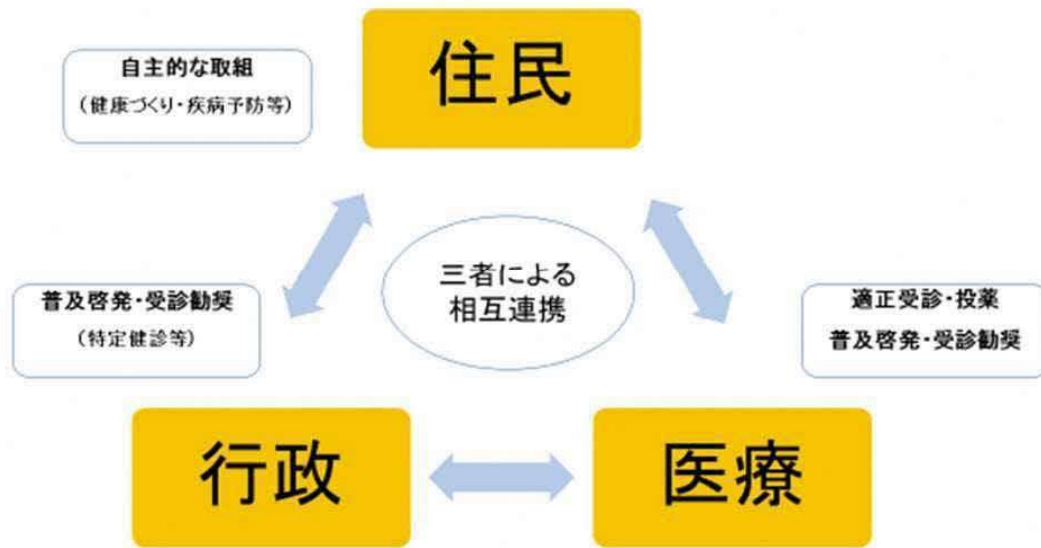 住民
自主的な取組
（健康づくり・疾病予防等）
三者による
相互連携
普及啓発・受診勧奨
（特定健診等）
適正受診・投薬
普及啓発・受診勧奨
行政
医療